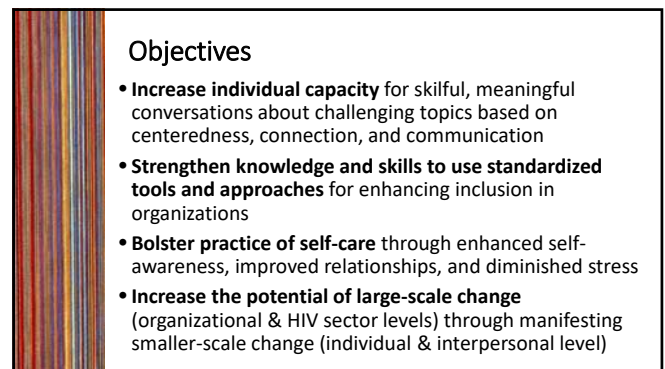 Objectives
• Increase individual capacity for skilful, meaningful
conversations about challenging topics based on
centeredness, connection, and communication
• Strengthen knowledge and skills to use standardized
tools and approaches for enhancing inclusion in
organizations
• Bolster practice of self-care through enhanced self-
awareness, improved relationships, and diminished stress
• Increase the potential of large-scale change
(organizational & HIV sector levels) through manifesting
smaller-scale change (individual & interpersonal level)